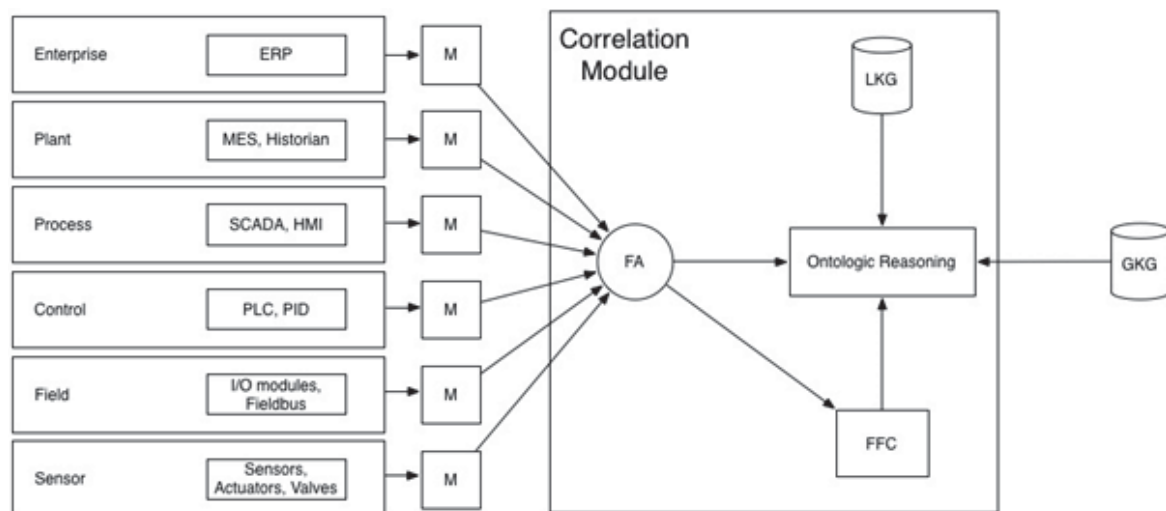 Enterprise
ERP
M
Plant
MES, Historian
M
Process
SCADA, HMI
M
Control
PLC, PID
M
Field
I/O modules,
Fieldbus
M
Sensor
Sensors,
Actuators, Valves
M
Correlation
Module
LKG
FA
Ontologic Reasoning
GKG
FFC